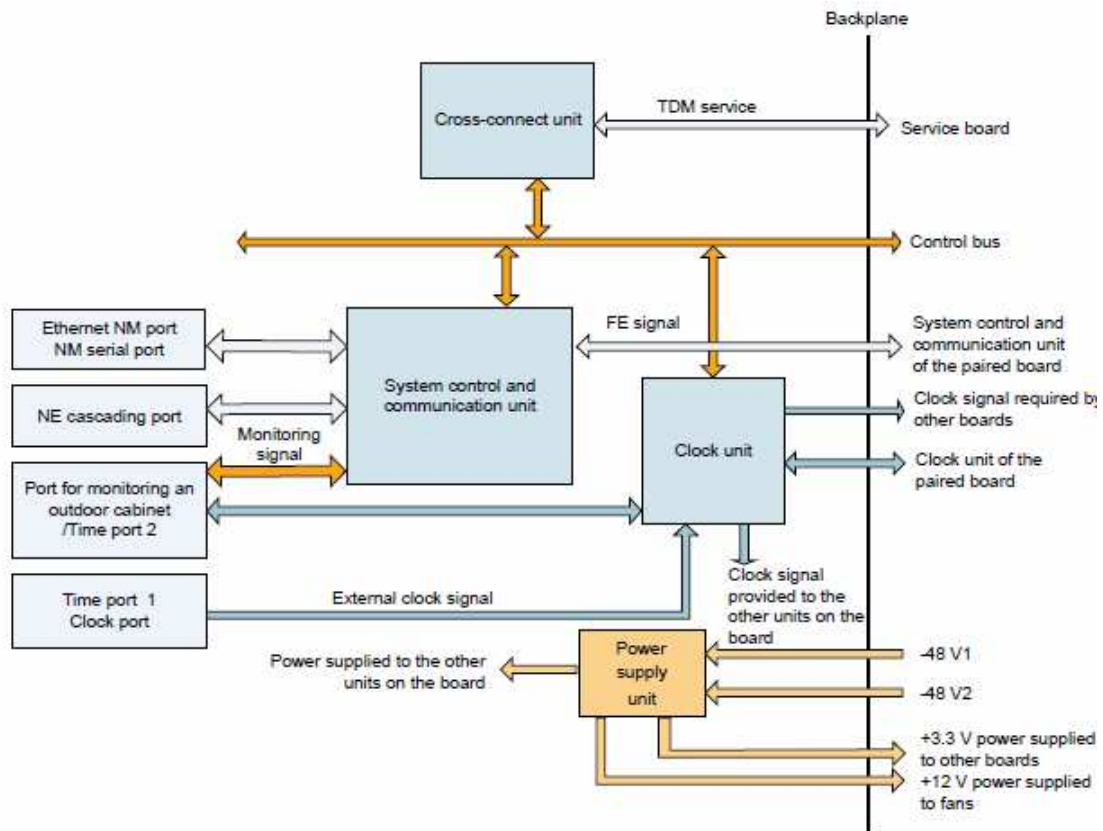 Backplane
Cross-connect unit
TDM service
Service board
Control bus
Ethernet NM port
NM serial port
FE signal
System control and
communication unit
of the paired board
System control and
communication unit
NE cascading port
Monitoring
signal
Clock unit
Clock signal required by
other boards
Clock unit of the
paired board
Port for monitoring an
outdoor cabinet
/Time port 2
Time port 1
Clock port
External clock signal
Clock signal
provided to the
other units on the
board
Power supplied to the other
units on the board
Power
supply
unit
-48 V1
-48 V2
+3.3 V power supplied
to other boards
+12 V power supplied
to fans